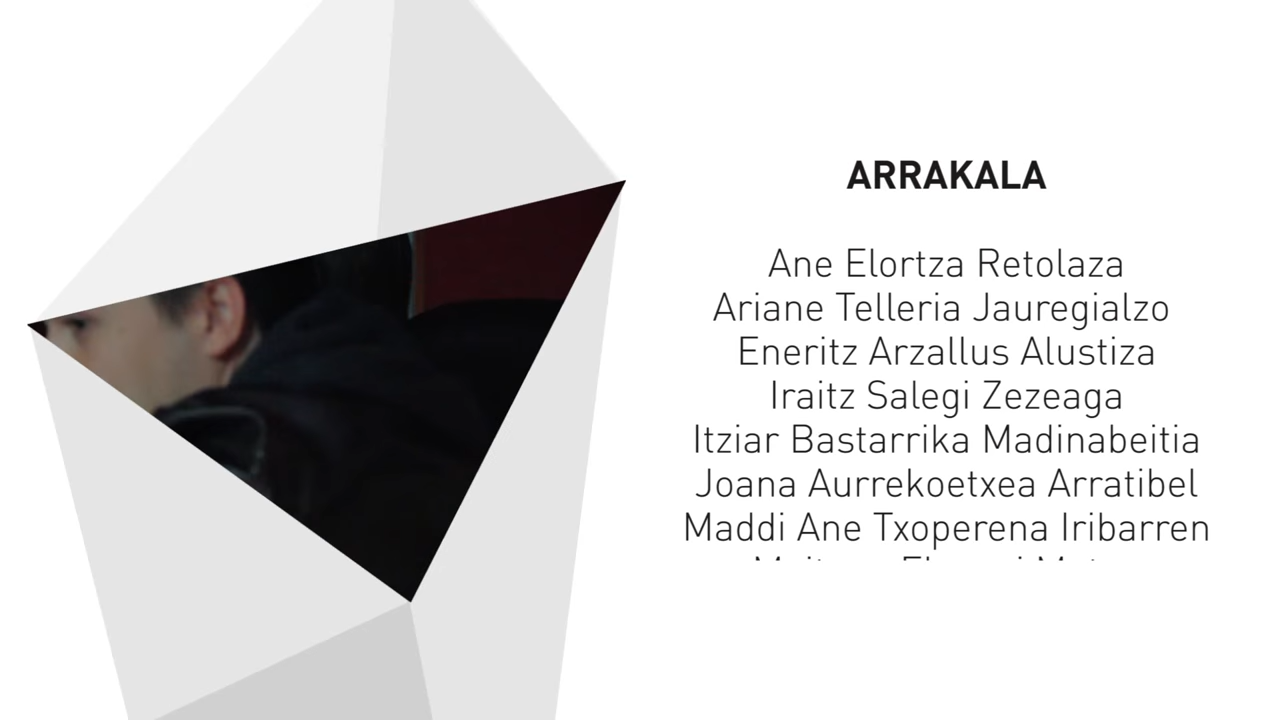 ARRAKALA
Ane Elortza Retolaza
Ariane Telleria Jauregialzo
Eneritz Arzallus Alustiza
Iraitz Salegi Zezeaga
Itziar Bastarrika Madinabeitia
Joana Aurrekoetxea Arratibel
Maddi Ane Txoperena Iribarren